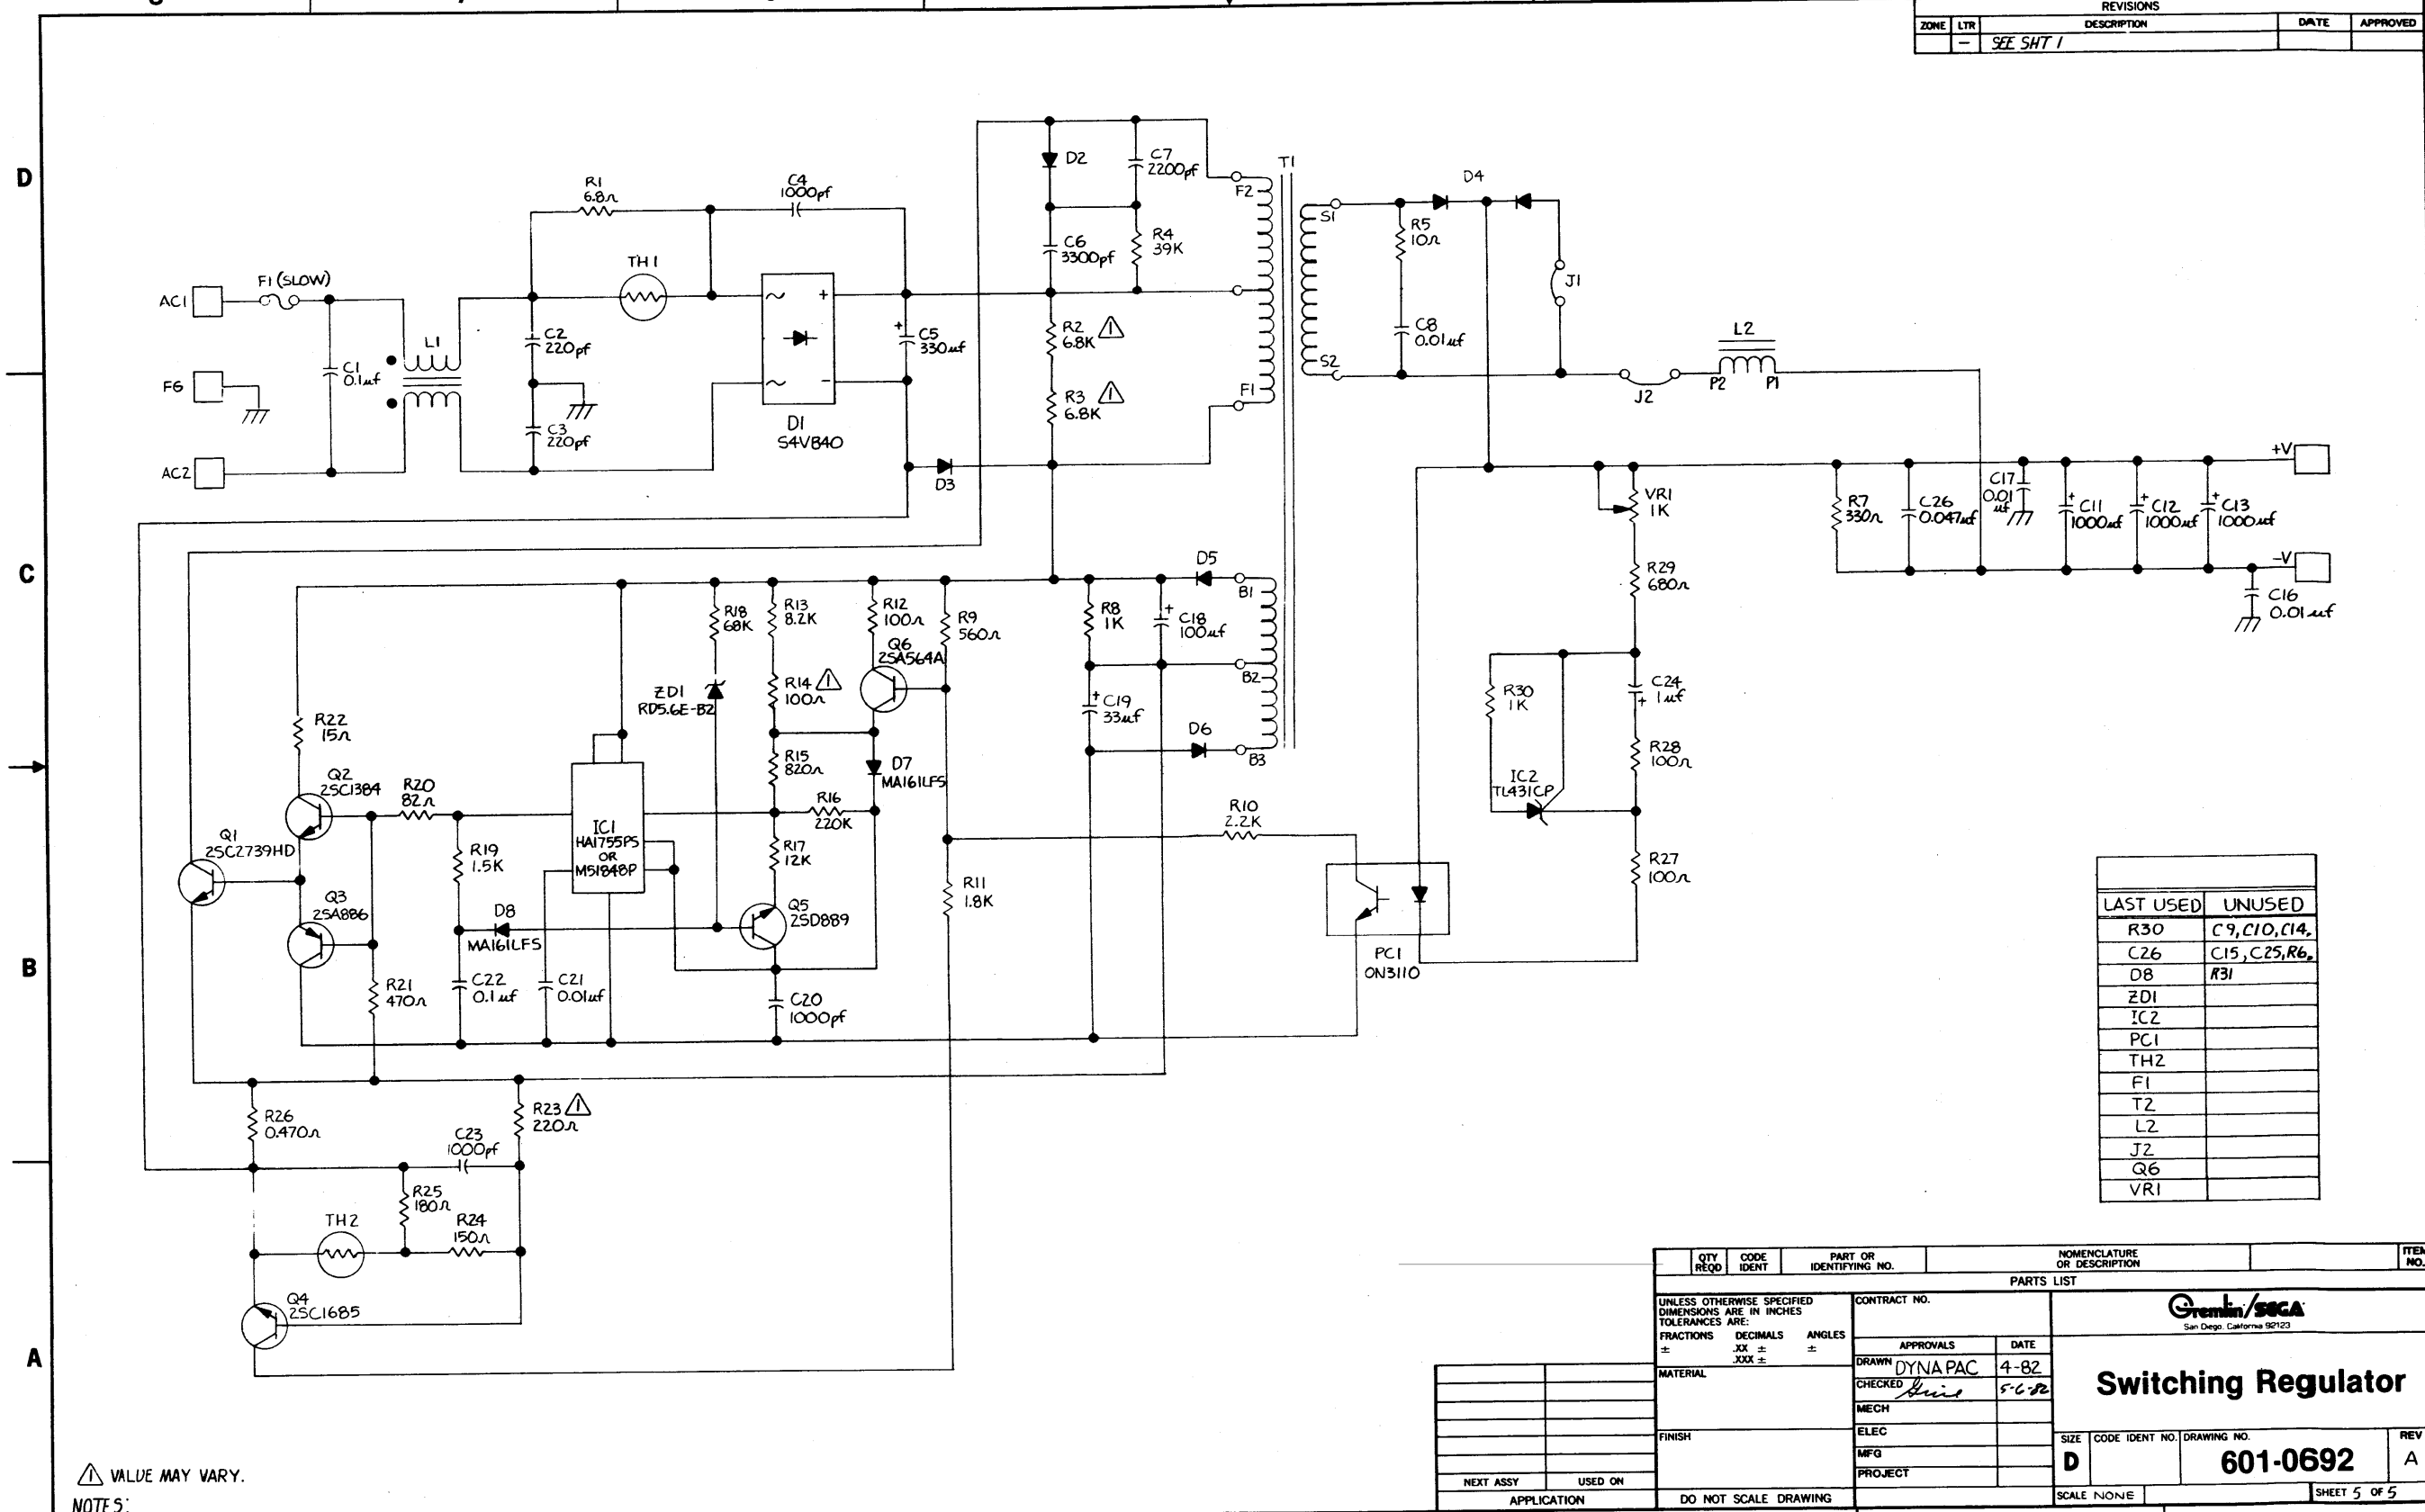 REVISIONS
ZONE LTR DESCRIPTION DATE APPROVED
– SEE SHT 1
D
C
B
A
AC1
F1 (SLOW)
FG
AC2
C1
0.1uf
L1
R1
6.8Ω
C4
1000pf
TH1
C2
220pf
C3
220pf
~ +
~ −
D1
S4VB40
+
C5
330uf
D3
D2
C7
2200pf
C6
3300pf
R4
39K
R2 ⚠ 1
6.8K
R3 ⚠ 1
6.8K
T1
F2
F1
S1
S2
D4
R5
10Ω
C8
0.01uf
J1
J2
L2
P2 P1
VR1
1K
R29
680Ω
R30
1K
C24
+ 1uf
R28
100Ω
IC2
TL431CP
R27
100Ω
R7
330Ω
C26
0.047uf
C17
0.01
uf
+ C11
1000uf
+ C12
1000uf
+ C13
1000uf
+V
-V
C16
0.01uf
D5
B1
B2
B3
D6
R8
1K
+
C18
100uf
+ C19
33uf
R18
68K
R13
8.2K
R12
100Ω
R9
560Ω
Q6
2SA564A
ZD1
RD5.6E-B2
R14 ⚠ 1
100Ω
R15
820Ω
D7
MA161LFS
R16
220K
R17
12K
R22
15Ω
Q2
2SC1384
R20
82Ω
Q1
2SC2739HD
R19
1.5K
IC1
HA1755PS
OR
M51848P
Q3
2SA886
D8
MA161LFS
Q5
2SD889
R11
1.8K
R10
2.2K
PC1
ON3110
R21
470Ω
C22
0.1uf
C21
0.01uf
C20
1000pf
R26
0.470Ω
R23 ⚠ 1
220Ω
C23
1000pf
R25
180Ω
TH2
R24
150Ω
Q4
2SC1685
LAST USED UNUSED
R30 C9, C10, C14,
C26 C15, C25, R6,
D8 R31
ZD1
IC2
PC1
TH2
F1
T2
L2
J2
Q6
VR1
QTY REQD CODE IDENT PART OR IDENTIFYING NO. NOMENCLATURE OR DESCRIPTION ITEM NO.
PARTS LIST
UNLESS OTHERWISE SPECIFIED
DIMENSIONS ARE IN INCHES
TOLERANCES ARE:
FRACTIONS DECIMALS ANGLES
± .XX ± ±
.XXX ±
MATERIAL
FINISH
DO NOT SCALE DRAWING
NEXT ASSY USED ON
APPLICATION
CONTRACT NO.
APPROVALS DATE
DRAWN DYNAPAC 4-82
CHECKED 5-6-82
MECH
ELEC
MFG
PROJECT
Gremlin/SEGA
San Diego, California 92123
Switching Regulator
SIZE CODE IDENT NO. DRAWING NO. REV
D 601-0692 A
SCALE NONE SHEET 5 OF 5
⚠ 1 VALUE MAY VARY.
NOTES: